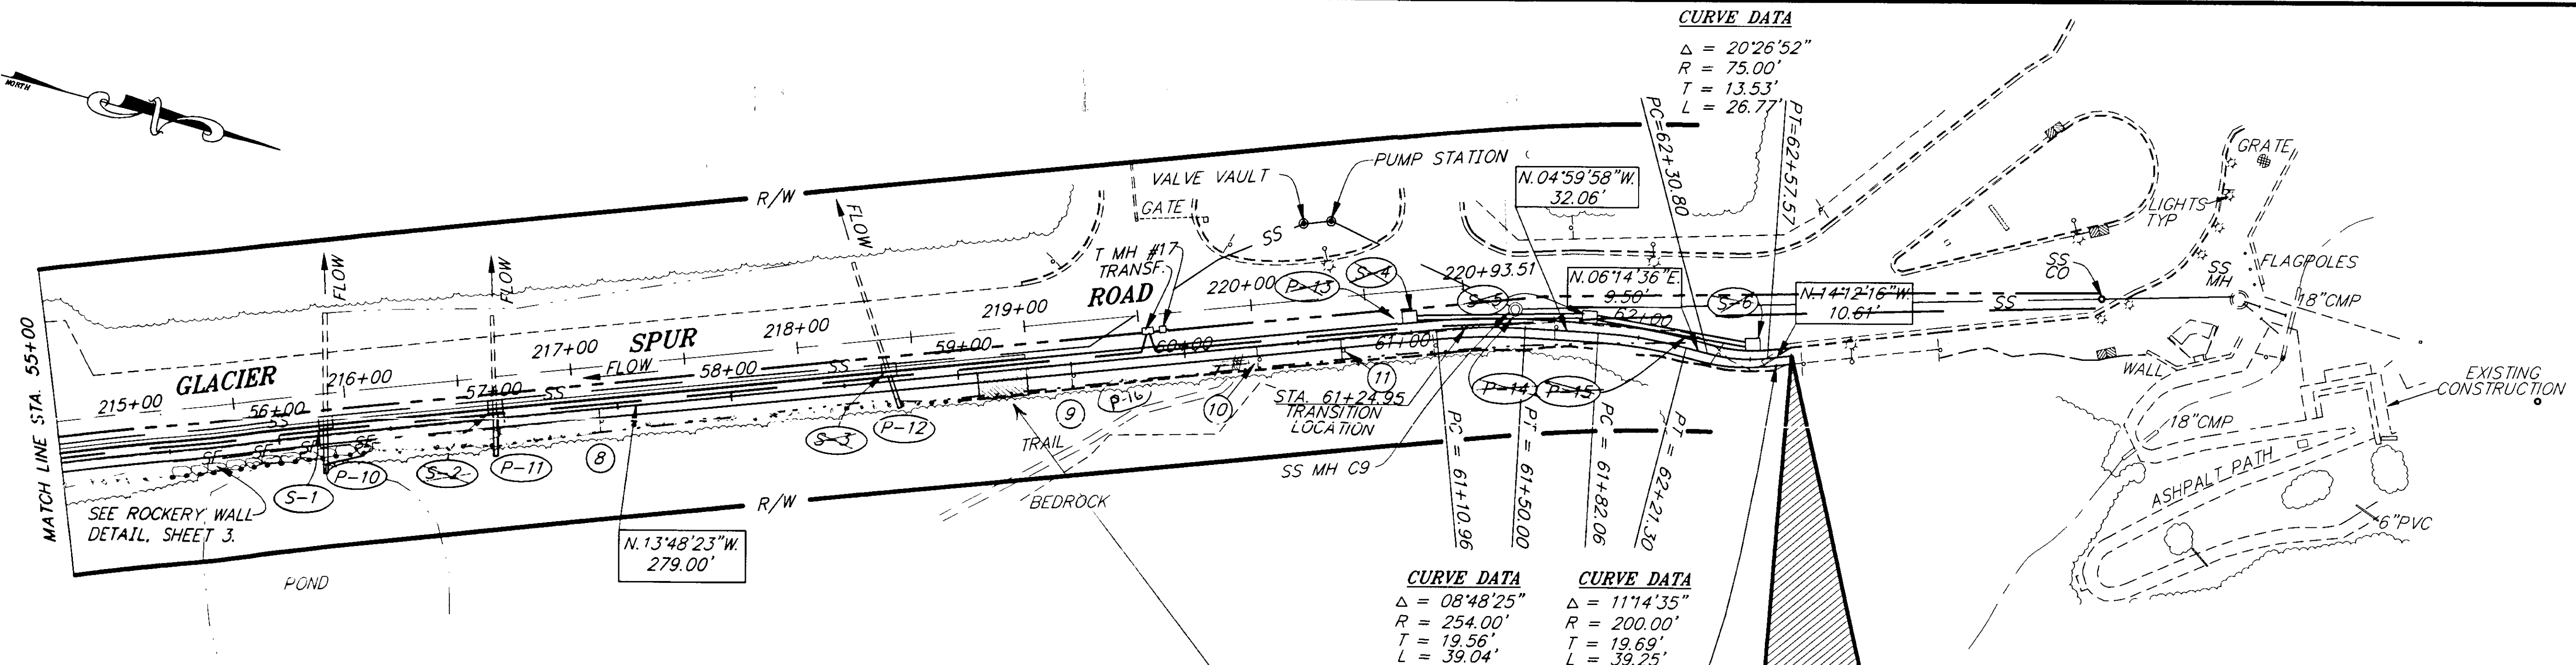 CURVE DATA
Δ = 20°26'52"
R = 75.00'
T = 13.53'
L = 26.77'
NORTH
PC=62+30.80
PT=62+57.57
PUMP STATION
VALVE VAULT
N.04°59'58"W.
32.06'
GRATE
LIGHTS
TYP
R/W
FLOW
GATE
SS
T MH #17
TRANSF.
FLOW
FLOW
P-13
S-4
220+93.51
S-5
N.06°14'36"E.
9.50'
S-6
N.14°12'16"W.
10.61'
SS
CO
SS
SS
MH
FLAGPOLES
18"CMP
MATCH LINE STA. 55+00
GLACIER
SPUR
ROAD
215+00
216+00
217+00
218+00
219+00
220+00
FLOW
56+00
57+00
58+00
59+00
60+00
61+00
62+00
SS
SS
SS
SF
SF
SF
SF
S-1
P-10
S-2
P-11
8
S-3
P-12
9
P-16
10
11
P-14
P-15
TRAIL
BEDROCK
STA. 61+24.95
TRANSITION
LOCATION
SS MH C9
WALL
EXISTING
CONSTRUCTION
18"CMP
ASHPALT PATH
6"PVC
SEE ROCKERY WALL
DETAIL, SHEET 3.
R/W
N.13°48'23"W.
279.00'
POND
PC = 61+10.96
PT = 61+50.00
PC = 61+82.06
PT = 62+21.30
CURVE DATA
Δ = 08°48'25"
R = 254.00'
T = 19.56'
L = 39.04'
CURVE DATA
Δ = 11°14'35"
R = 200.00'
T = 19.69'
L = 39.25'